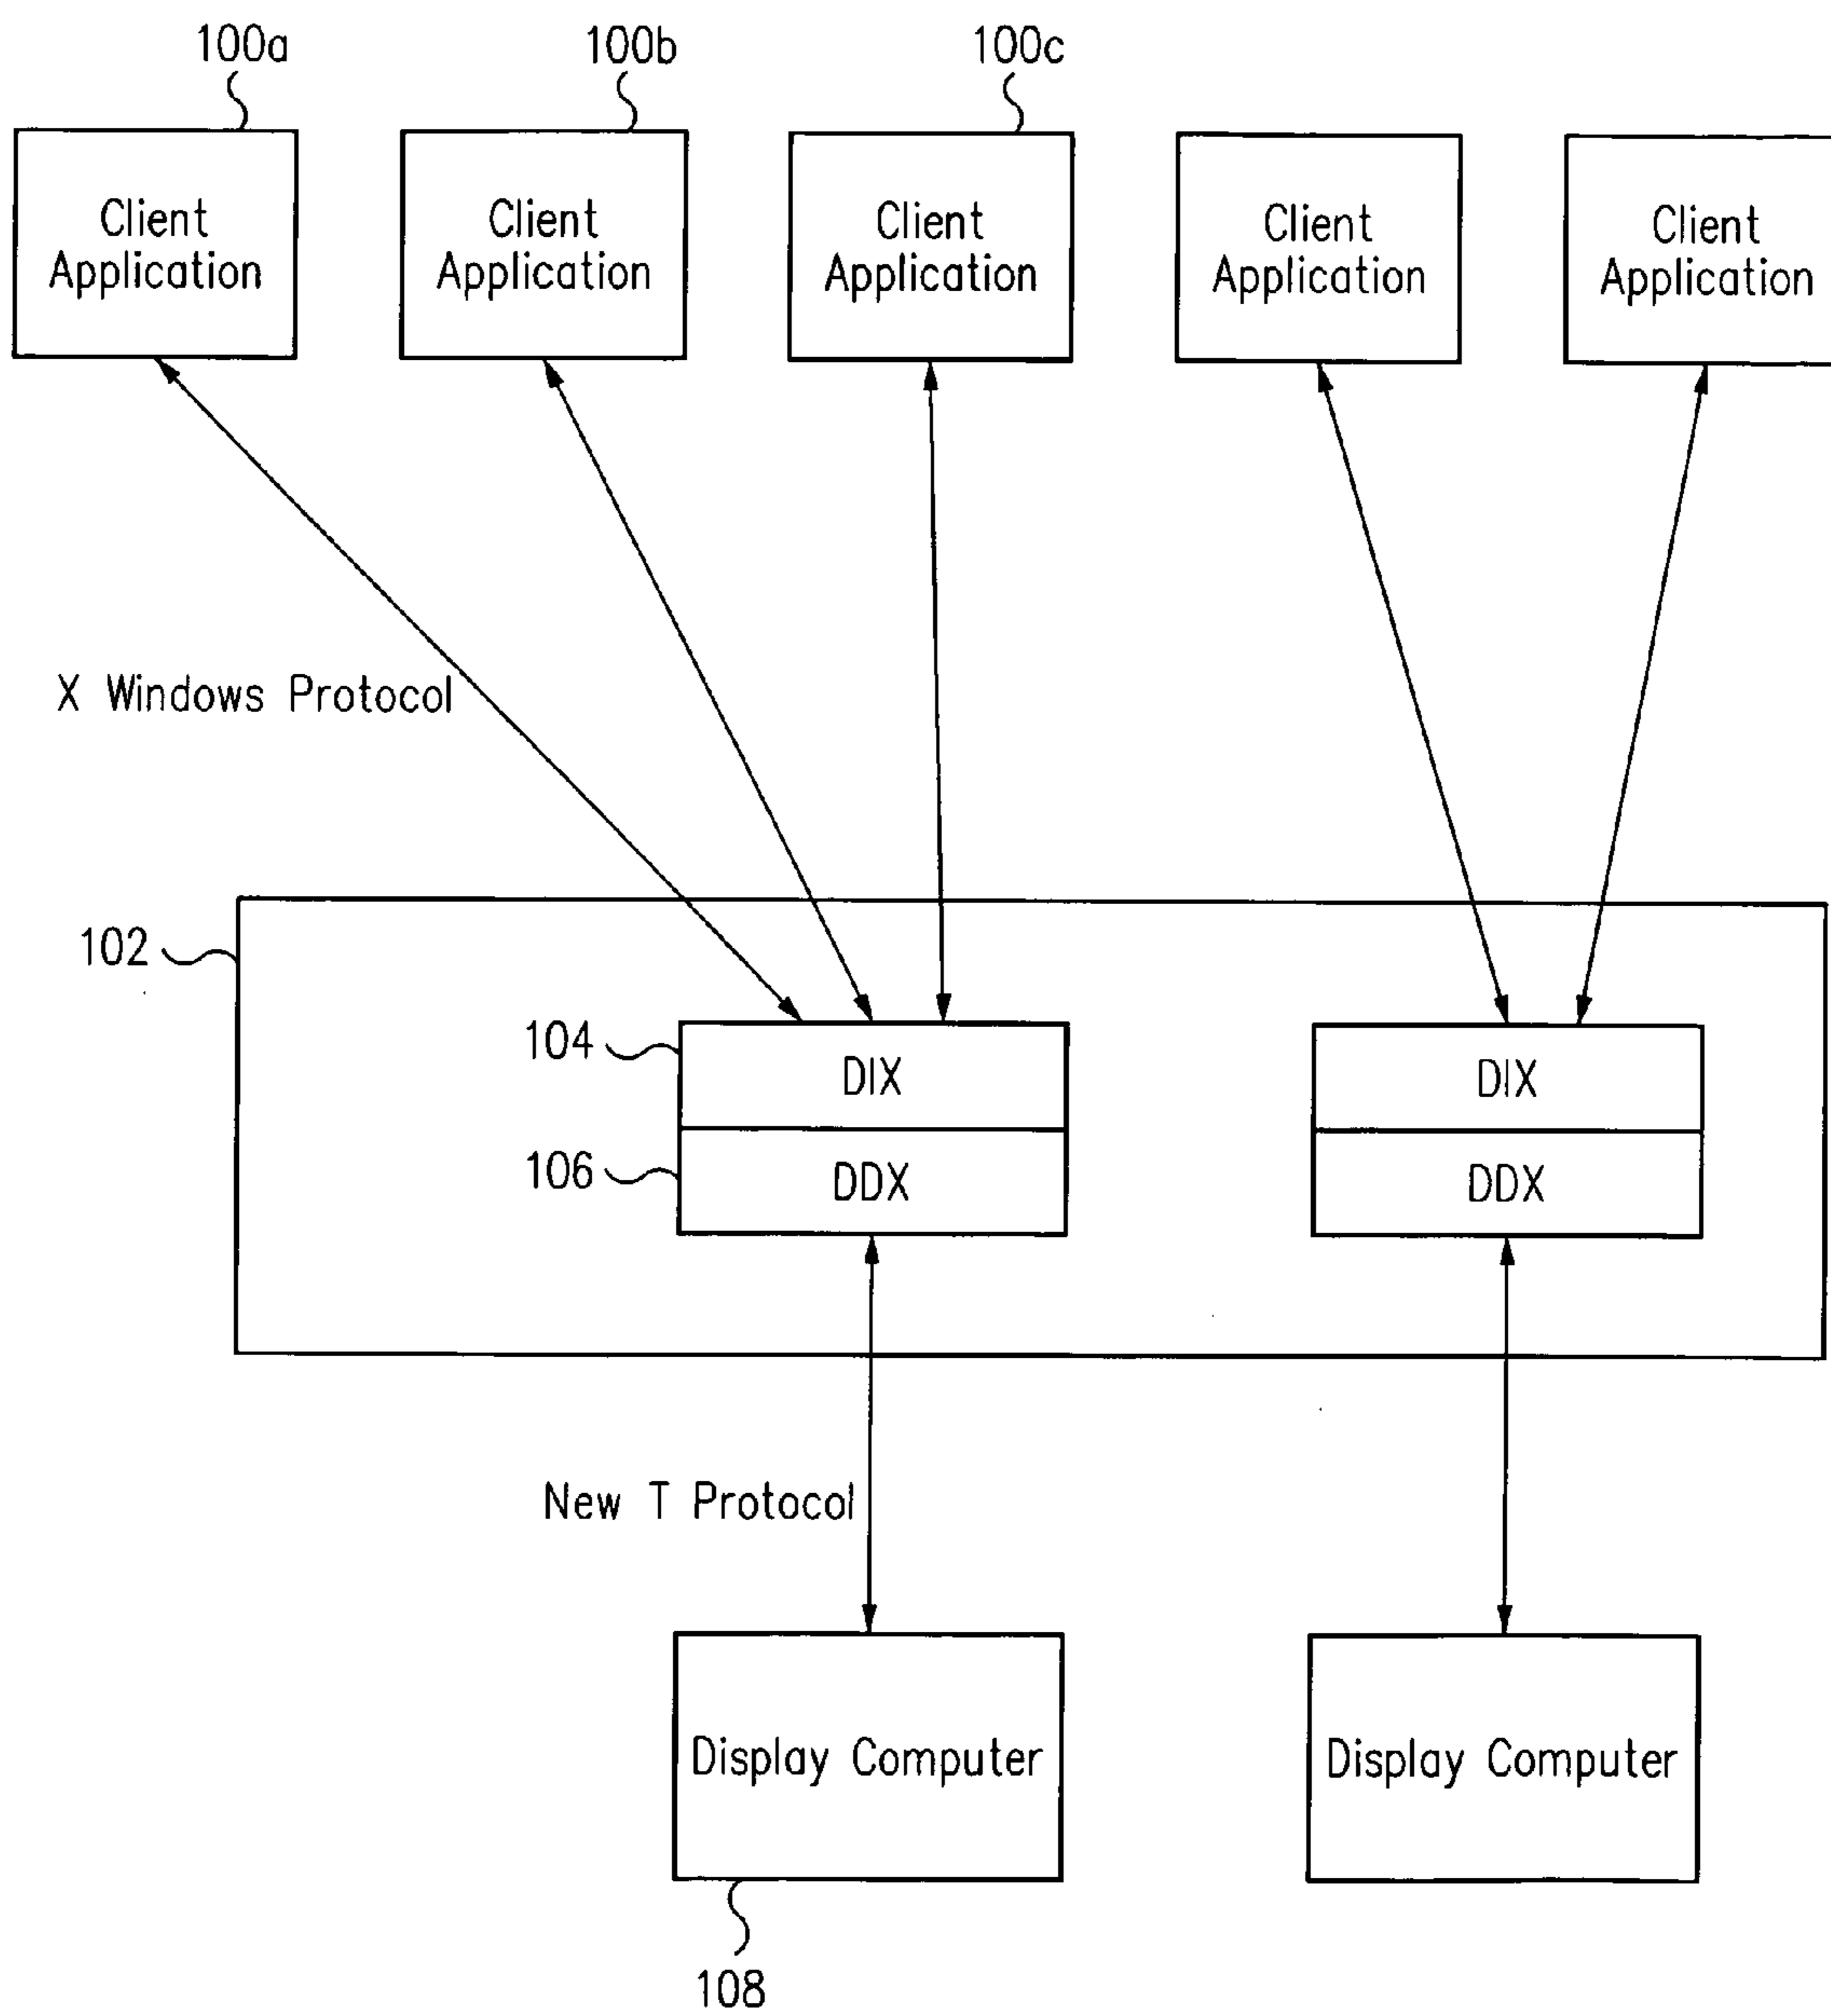 100a
100b
100c
Client
Application
Client
Application
Client
Application
Client
Application
Client
Application
X Windows Protocol
102
104
DIX
DIX
106
DDX
DDX
New T Protocol
Display Computer
Display Computer
108